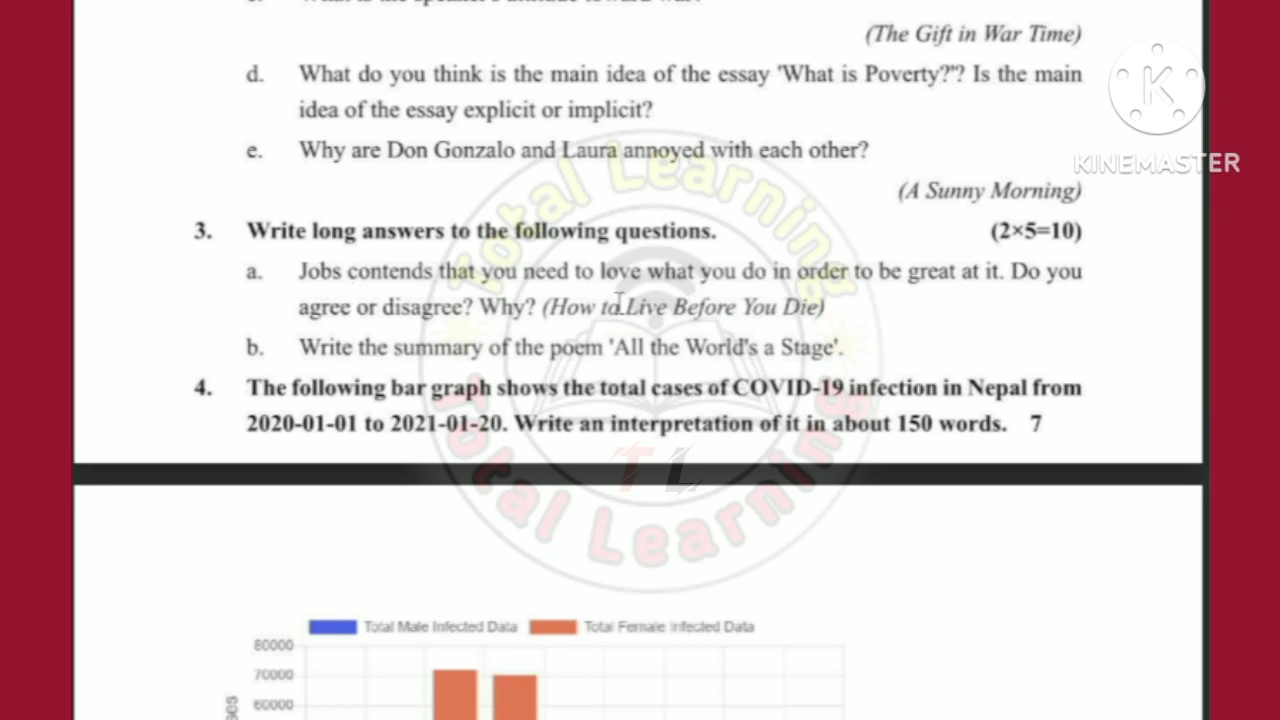 (The Gift in War Time)
d. What do you think is the main idea of the essay 'What is Poverty?'? Is the main
idea of the essay explicit or implicit?
e. Why are Don Gonzalo and Laura annoyed with each other?
KINEMASTER
(A Sunny Morning)
3. Write long answers to the following questions. (2×5=10)
a. Jobs contends that you need to love what you do in order to be great at it. Do you
agree or disagree? Why? (How to Live Before You Die)
b. Write the summary of the poem 'All the World's a Stage'.
4. The following bar graph shows the total cases of COVID-19 infection in Nepal from
2020-01-01 to 2021-01-20. Write an interpretation of it in about 150 words. 7
Total Learning
TL
Total Learning
Total Male Infected Data Total Female Infected Data
80000
70000
60000